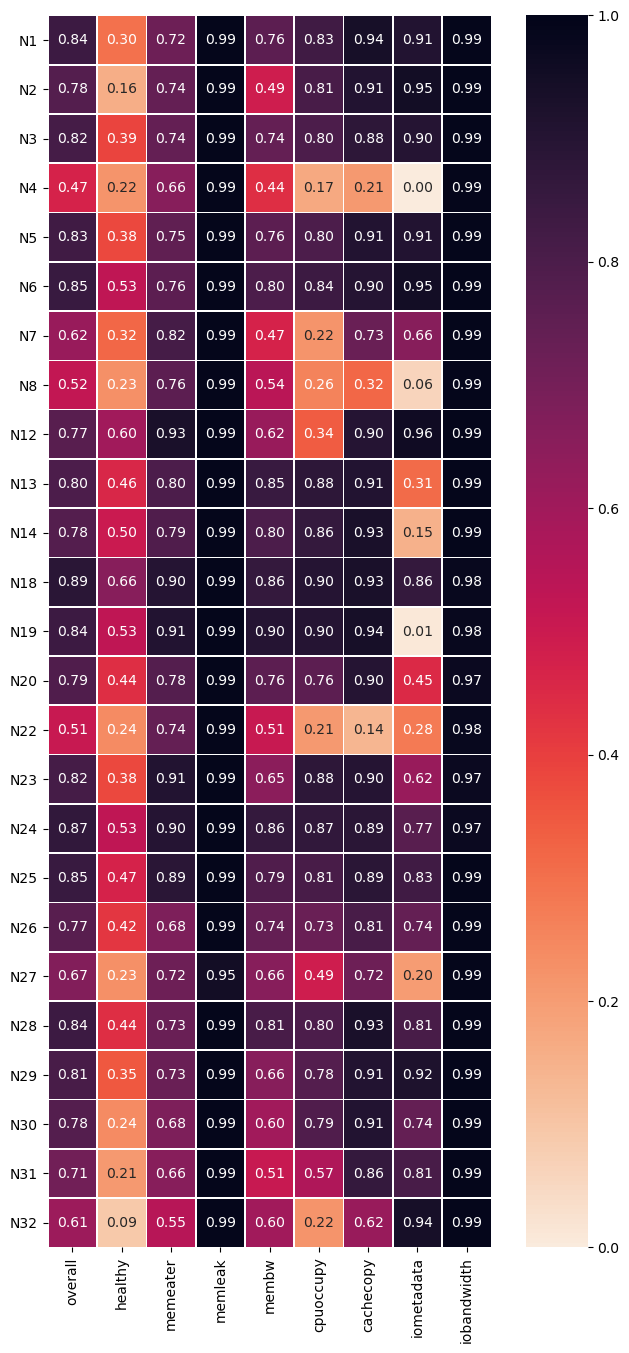 N1 0.84 0.30 0.72 0.99 0.76 0.83 0.94 0.91 0.99
N2 0.78 0.16 0.74 0.99 0.49 0.81 0.91 0.95 0.99
N3 0.82 0.39 0.74 0.99 0.74 0.80 0.88 0.90 0.99
N4 0.47 0.22 0.66 0.99 0.44 0.17 0.21 0.00 0.99
N5 0.83 0.38 0.75 0.99 0.76 0.80 0.91 0.91 0.99
N6 0.85 0.53 0.76 0.99 0.80 0.84 0.90 0.95 0.99
N7 0.62 0.32 0.82 0.99 0.47 0.22 0.73 0.66 0.99
N8 0.52 0.23 0.76 0.99 0.54 0.26 0.32 0.06 0.99
N12 0.77 0.60 0.93 0.99 0.62 0.34 0.90 0.96 0.99
N13 0.80 0.46 0.80 0.99 0.85 0.88 0.91 0.31 0.99
N14 0.78 0.50 0.79 0.99 0.80 0.86 0.93 0.15 0.99
N18 0.89 0.66 0.90 0.99 0.86 0.90 0.93 0.86 0.98
N19 0.84 0.53 0.91 0.99 0.90 0.90 0.94 0.01 0.98
N20 0.79 0.44 0.78 0.99 0.76 0.76 0.90 0.45 0.97
N22 0.51 0.24 0.74 0.99 0.51 0.21 0.14 0.28 0.98
N23 0.82 0.38 0.91 0.99 0.65 0.88 0.90 0.62 0.97
N24 0.87 0.53 0.90 0.99 0.86 0.87 0.89 0.77 0.97
N25 0.85 0.47 0.89 0.99 0.79 0.81 0.89 0.83 0.99
N26 0.77 0.42 0.68 0.99 0.74 0.73 0.81 0.74 0.99
N27 0.67 0.23 0.72 0.95 0.66 0.49 0.72 0.20 0.99
N28 0.84 0.44 0.73 0.99 0.81 0.80 0.93 0.81 0.99
N29 0.81 0.35 0.73 0.99 0.66 0.78 0.91 0.92 0.99
N30 0.78 0.24 0.68 0.99 0.60 0.79 0.91 0.74 0.99
N31 0.71 0.21 0.66 0.99 0.51 0.57 0.86 0.81 0.99
N32 0.61 0.09 0.55 0.99 0.60 0.22 0.62 0.94 0.99
overall
healthy
memeater
memleak
membw
cpuoccupy
cachecopy
iometadata
iobandwidth
1.0
0.8
0.6
0.4
0.2
0.0